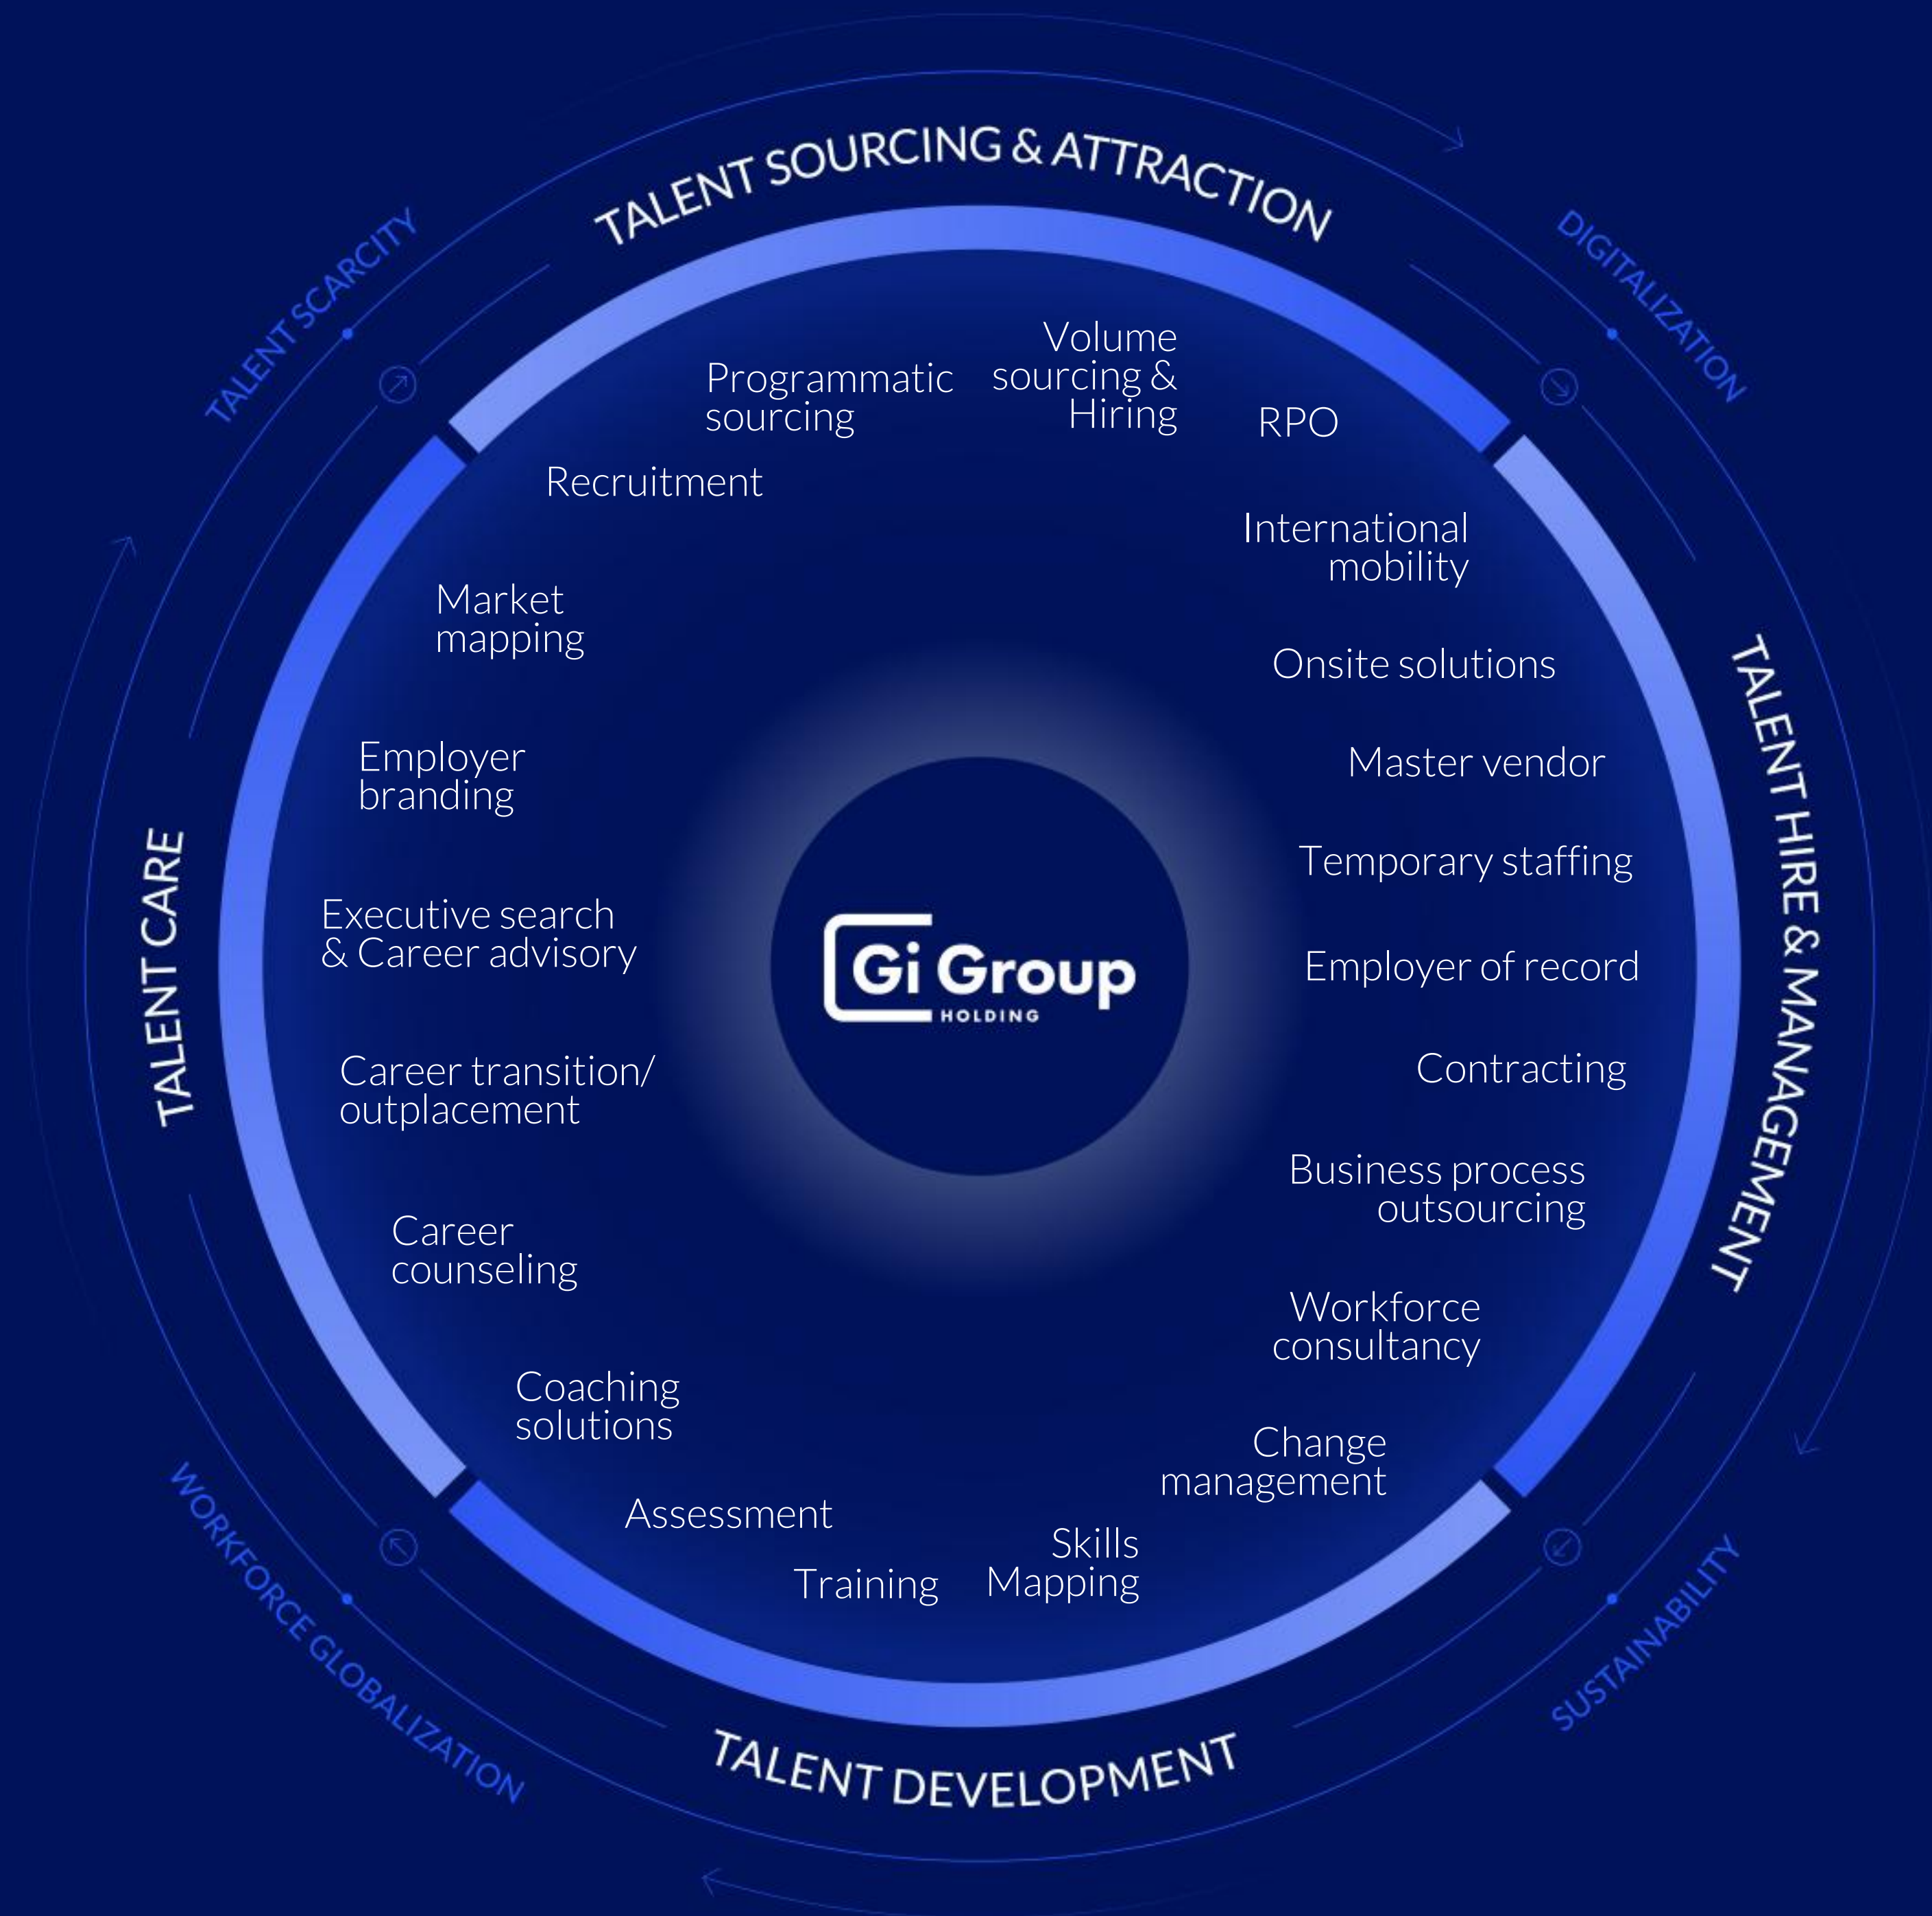 TALENT SOURCING & ATTRACTION
TALENT SCARCITY
DIGITALIZATION
Volume
sourcing &
Hiring
Programmatic
sourcing
RPO
Recruitment
International
mobility
Market
mapping
Onsite solutions
Employer
branding
Master vendor
Temporary staffing
TALENT HIRE & MANAGEMENT
TALENT CARE
Executive search
& Career advisory
Gi Group
HOLDING
Employer of record
Career transition/
outplacement
Contracting
Business process
outsourcing
Career
counseling
Workforce
consultancy
Coaching
solutions
Change
management
Assessment
Skills
Mapping
Training
WORKFORCE GLOBALIZATION
SUSTAINABILITY
TALENT DEVELOPMENT